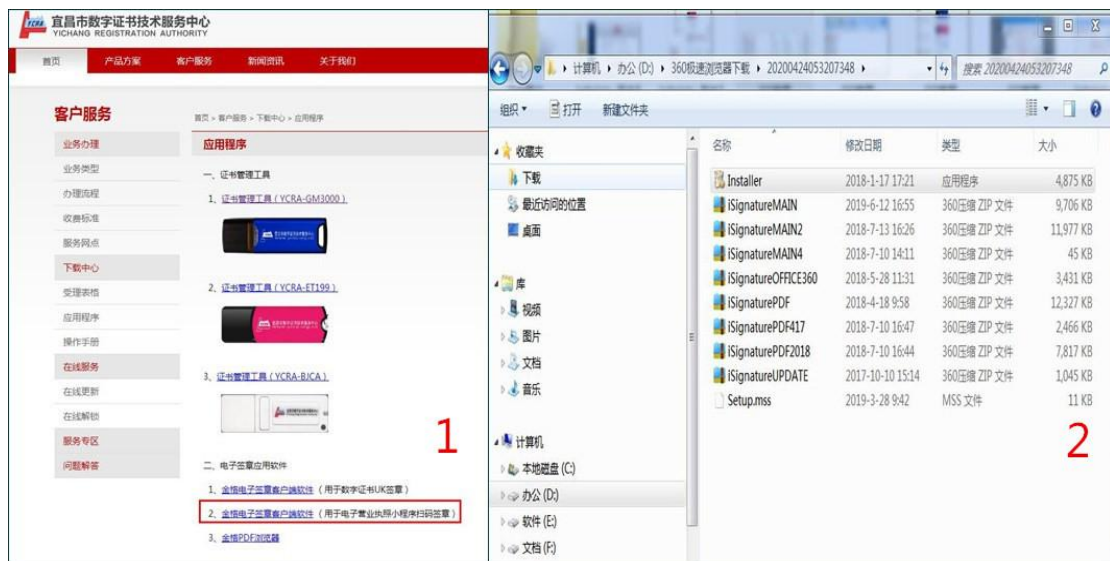 宜昌市数字证书技术服务中心
YICHANG REGISTRATION AUTHORITY
首页 产品方案 客户服务 新闻资讯 关于我们
客户服务
业务办理
业务类型
办理流程
收费标准
服务网点
下载中心
受理表格
应用程序
操作手册
在线服务
在线更新
在线解锁
服务专区
问题解答
首页 > 客户服务 > 下载中心 > 应用程序
应用程序
一、证书管理工具
1、证书管理工具(YCRA-GM3000)
2、证书管理工具(YCRA-ET199)
3、证书管理工具(YCRA-BJCA)
二、电子签章应用软件
1、金格电子签章客户端软件(用于数字证书UK签章)
2、金格电子签章客户端软件(用于电子营业执照小程序扫码签章)
3、金格PDF浏览器
1
计算机 办公 (D:) 360极速浏览器下载 20200424053207348
搜索 20200424053207348
组织 打开 新建文件夹
收藏夹
下载
最近访问的位置
桌面
库
视频
图片
文档
音乐
计算机
本地磁盘 (C:)
办公 (D:)
软件 (E:)
文档 (F:)
名称 修改日期 类型 大小
Installer 2018-1-17 17:21 应用程序 4,875 KB
iSignatureMAIN 2019-6-12 16:55 360压缩 ZIP 文件 9,706 KB
iSignatureMAIN2 2018-7-13 16:26 360压缩 ZIP 文件 11,977 KB
iSignatureMAIN4 2018-7-10 14:11 360压缩 ZIP 文件 45 KB
iSignatureOFFICE360 2018-5-28 11:31 360压缩 ZIP 文件 3,431 KB
iSignaturePDF 2018-4-18 9:58 360压缩 ZIP 文件 12,327 KB
iSignaturePDF417 2018-7-10 16:47 360压缩 ZIP 文件 2,466 KB
iSignaturePDF2018 2018-7-10 16:44 360压缩 ZIP 文件 7,817 KB
iSignatureUPDATE 2017-10-10 15:14 360压缩 ZIP 文件 1,045 KB
Setup.mss 2019-3-28 9:42 MSS 文件 11 KB
2